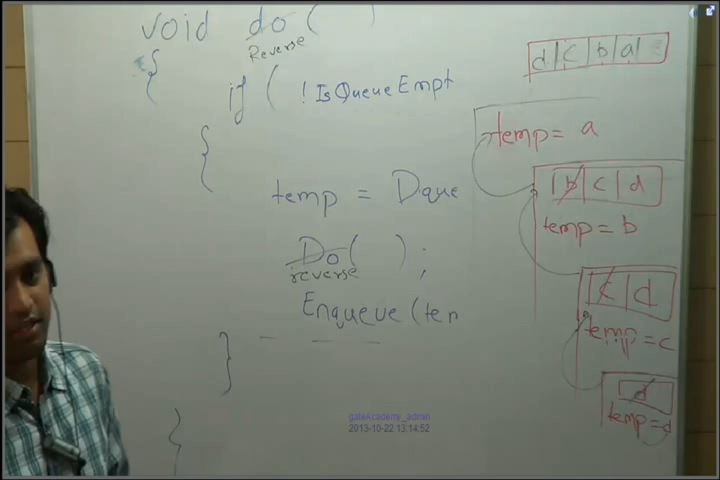 void do (    )
Reverse
{
if ( ! IsQueueEmpt
{
temp = Dque
Do (    ) ;
reverse
Enqueue (tem
}
}
d | c | b | a
temp = a
b | c | d
temp = b
c | d
temp = c
d
temp = d
gateAcademy_admin
2013-10-22 13:14:52